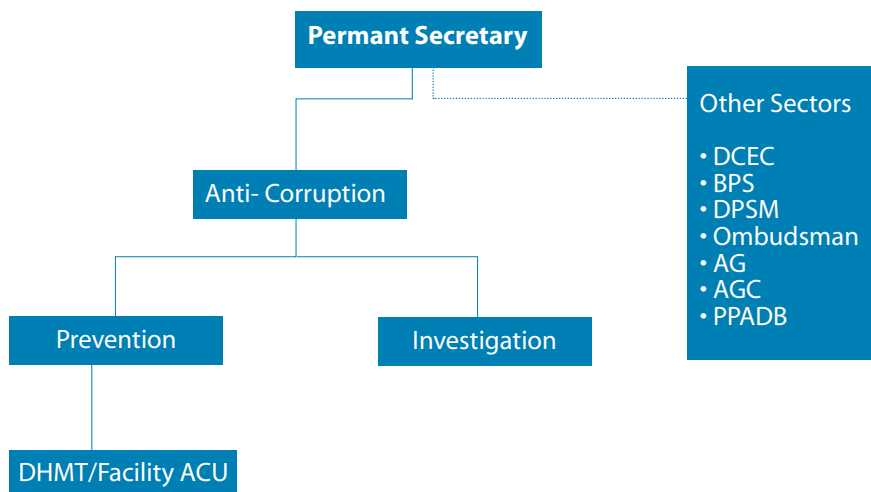 Permant Secretary
Other Sectors
• DCEC
• BPS
• DPSM
• Ombudsman
• AG
• AGC
• PPADB
Anti- Corruption
Prevention
Investigation
DHMT/Facility ACU